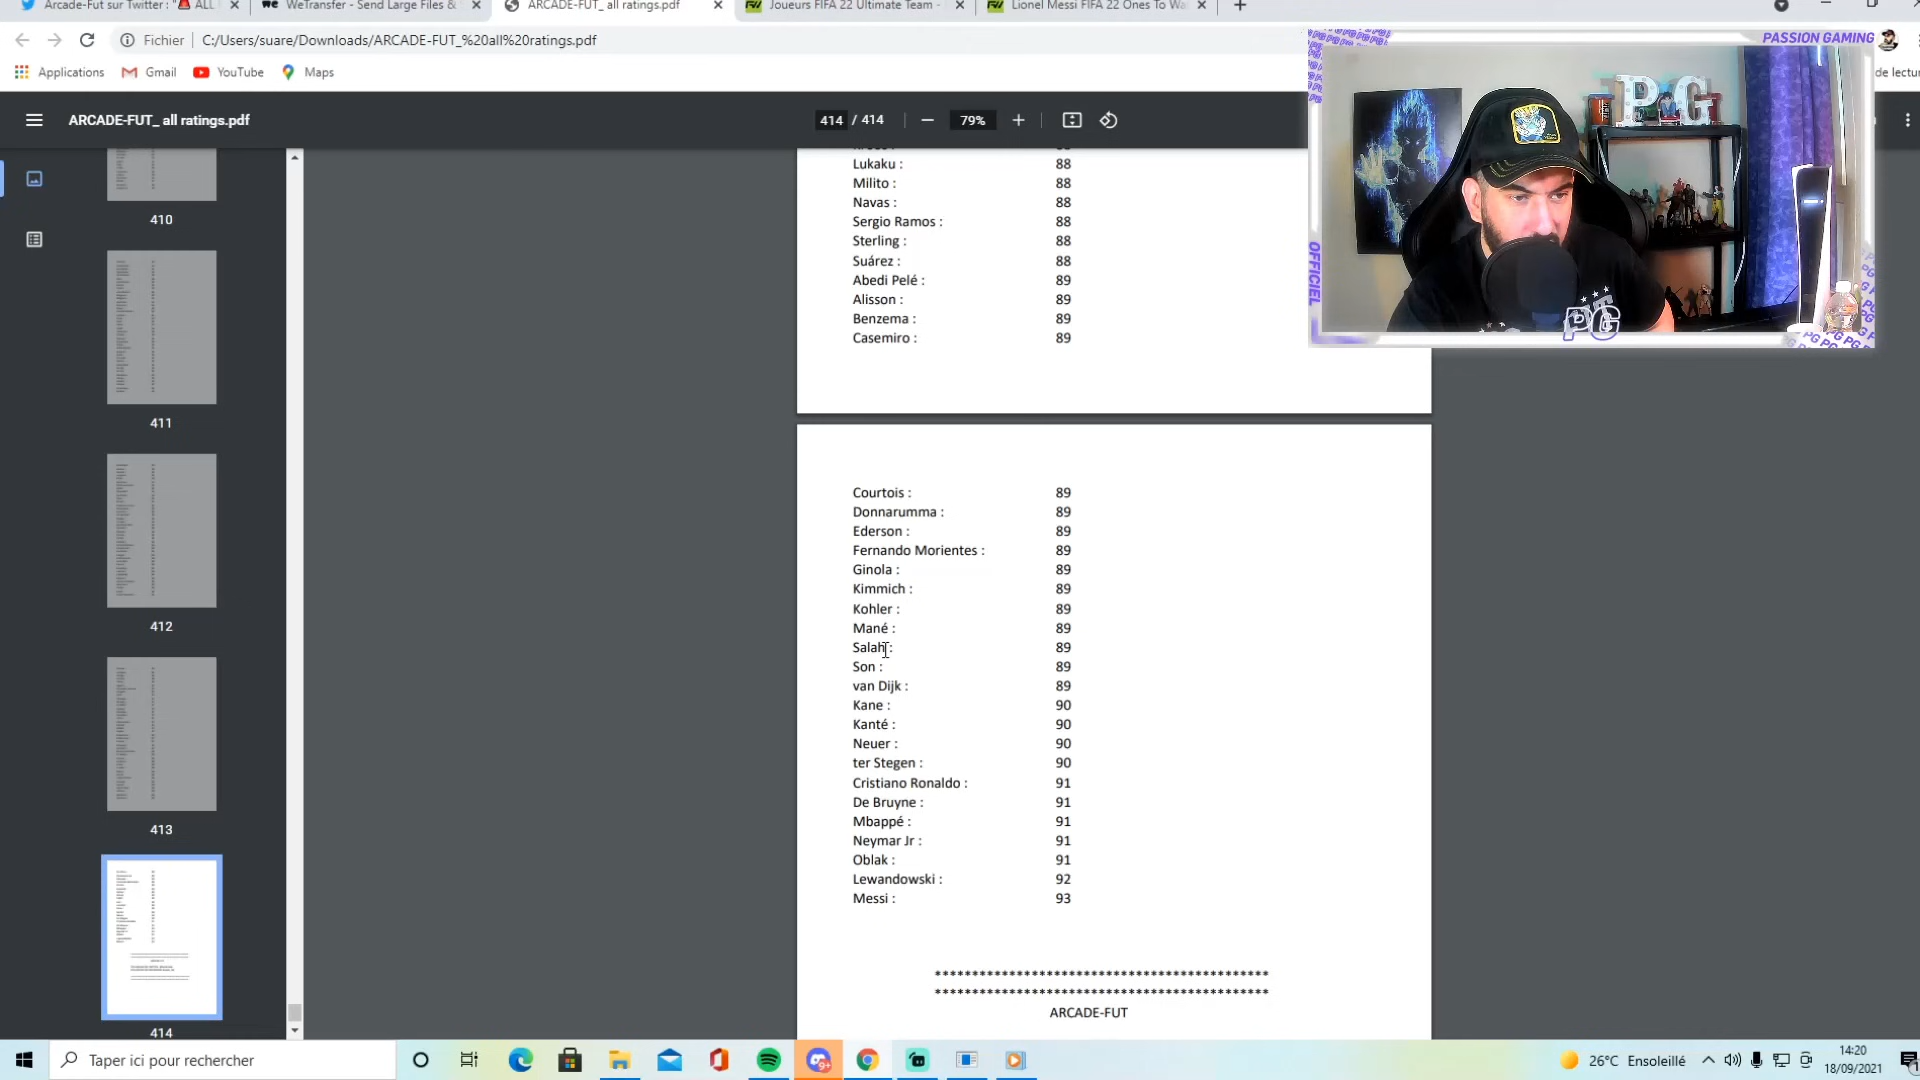 Arcade-Fut sur Twitter : "🚨 ALL
WeTransfer - Send Large Files &
ARCADE-FUT_ all ratings.pdf
Joueurs FIFA 22 Ultimate Team -
Lionel Messi FIFA 22 Ones To Wa
Fichier
C:/Users/suare/Downloads/ARCADE-FUT_%20all%20ratings.pdf
Applications
Gmail
YouTube
Maps
de lectur
PASSION GAMING
ARCADE-FUT_ all ratings.pdf
414 / 414
79%
PG
OFFICIEL
PG
410
411
412
413
414
Lukaku : 88
Milito : 88
Navas : 88
Sergio Ramos : 88
Sterling : 88
Suárez : 88
Abedi Pelé : 89
Alisson : 89
Benzema : 89
Casemiro : 89
Courtois : 89
Donnarumma : 89
Ederson : 89
Fernando Morientes : 89
Ginola : 89
Kimmich : 89
Kohler : 89
Mané : 89
Salah : 89
Son : 89
van Dijk : 89
Kane : 90
Kanté : 90
Neuer : 90
ter Stegen : 90
Cristiano Ronaldo : 91
De Bruyne : 91
Mbappé : 91
Neymar Jr : 91
Oblak : 91
Lewandowski : 92
Messi : 93
*********************************************
*********************************************
ARCADE-FUT
Taper ici pour rechercher
26°C Ensoleillé
14:20
18/09/2021